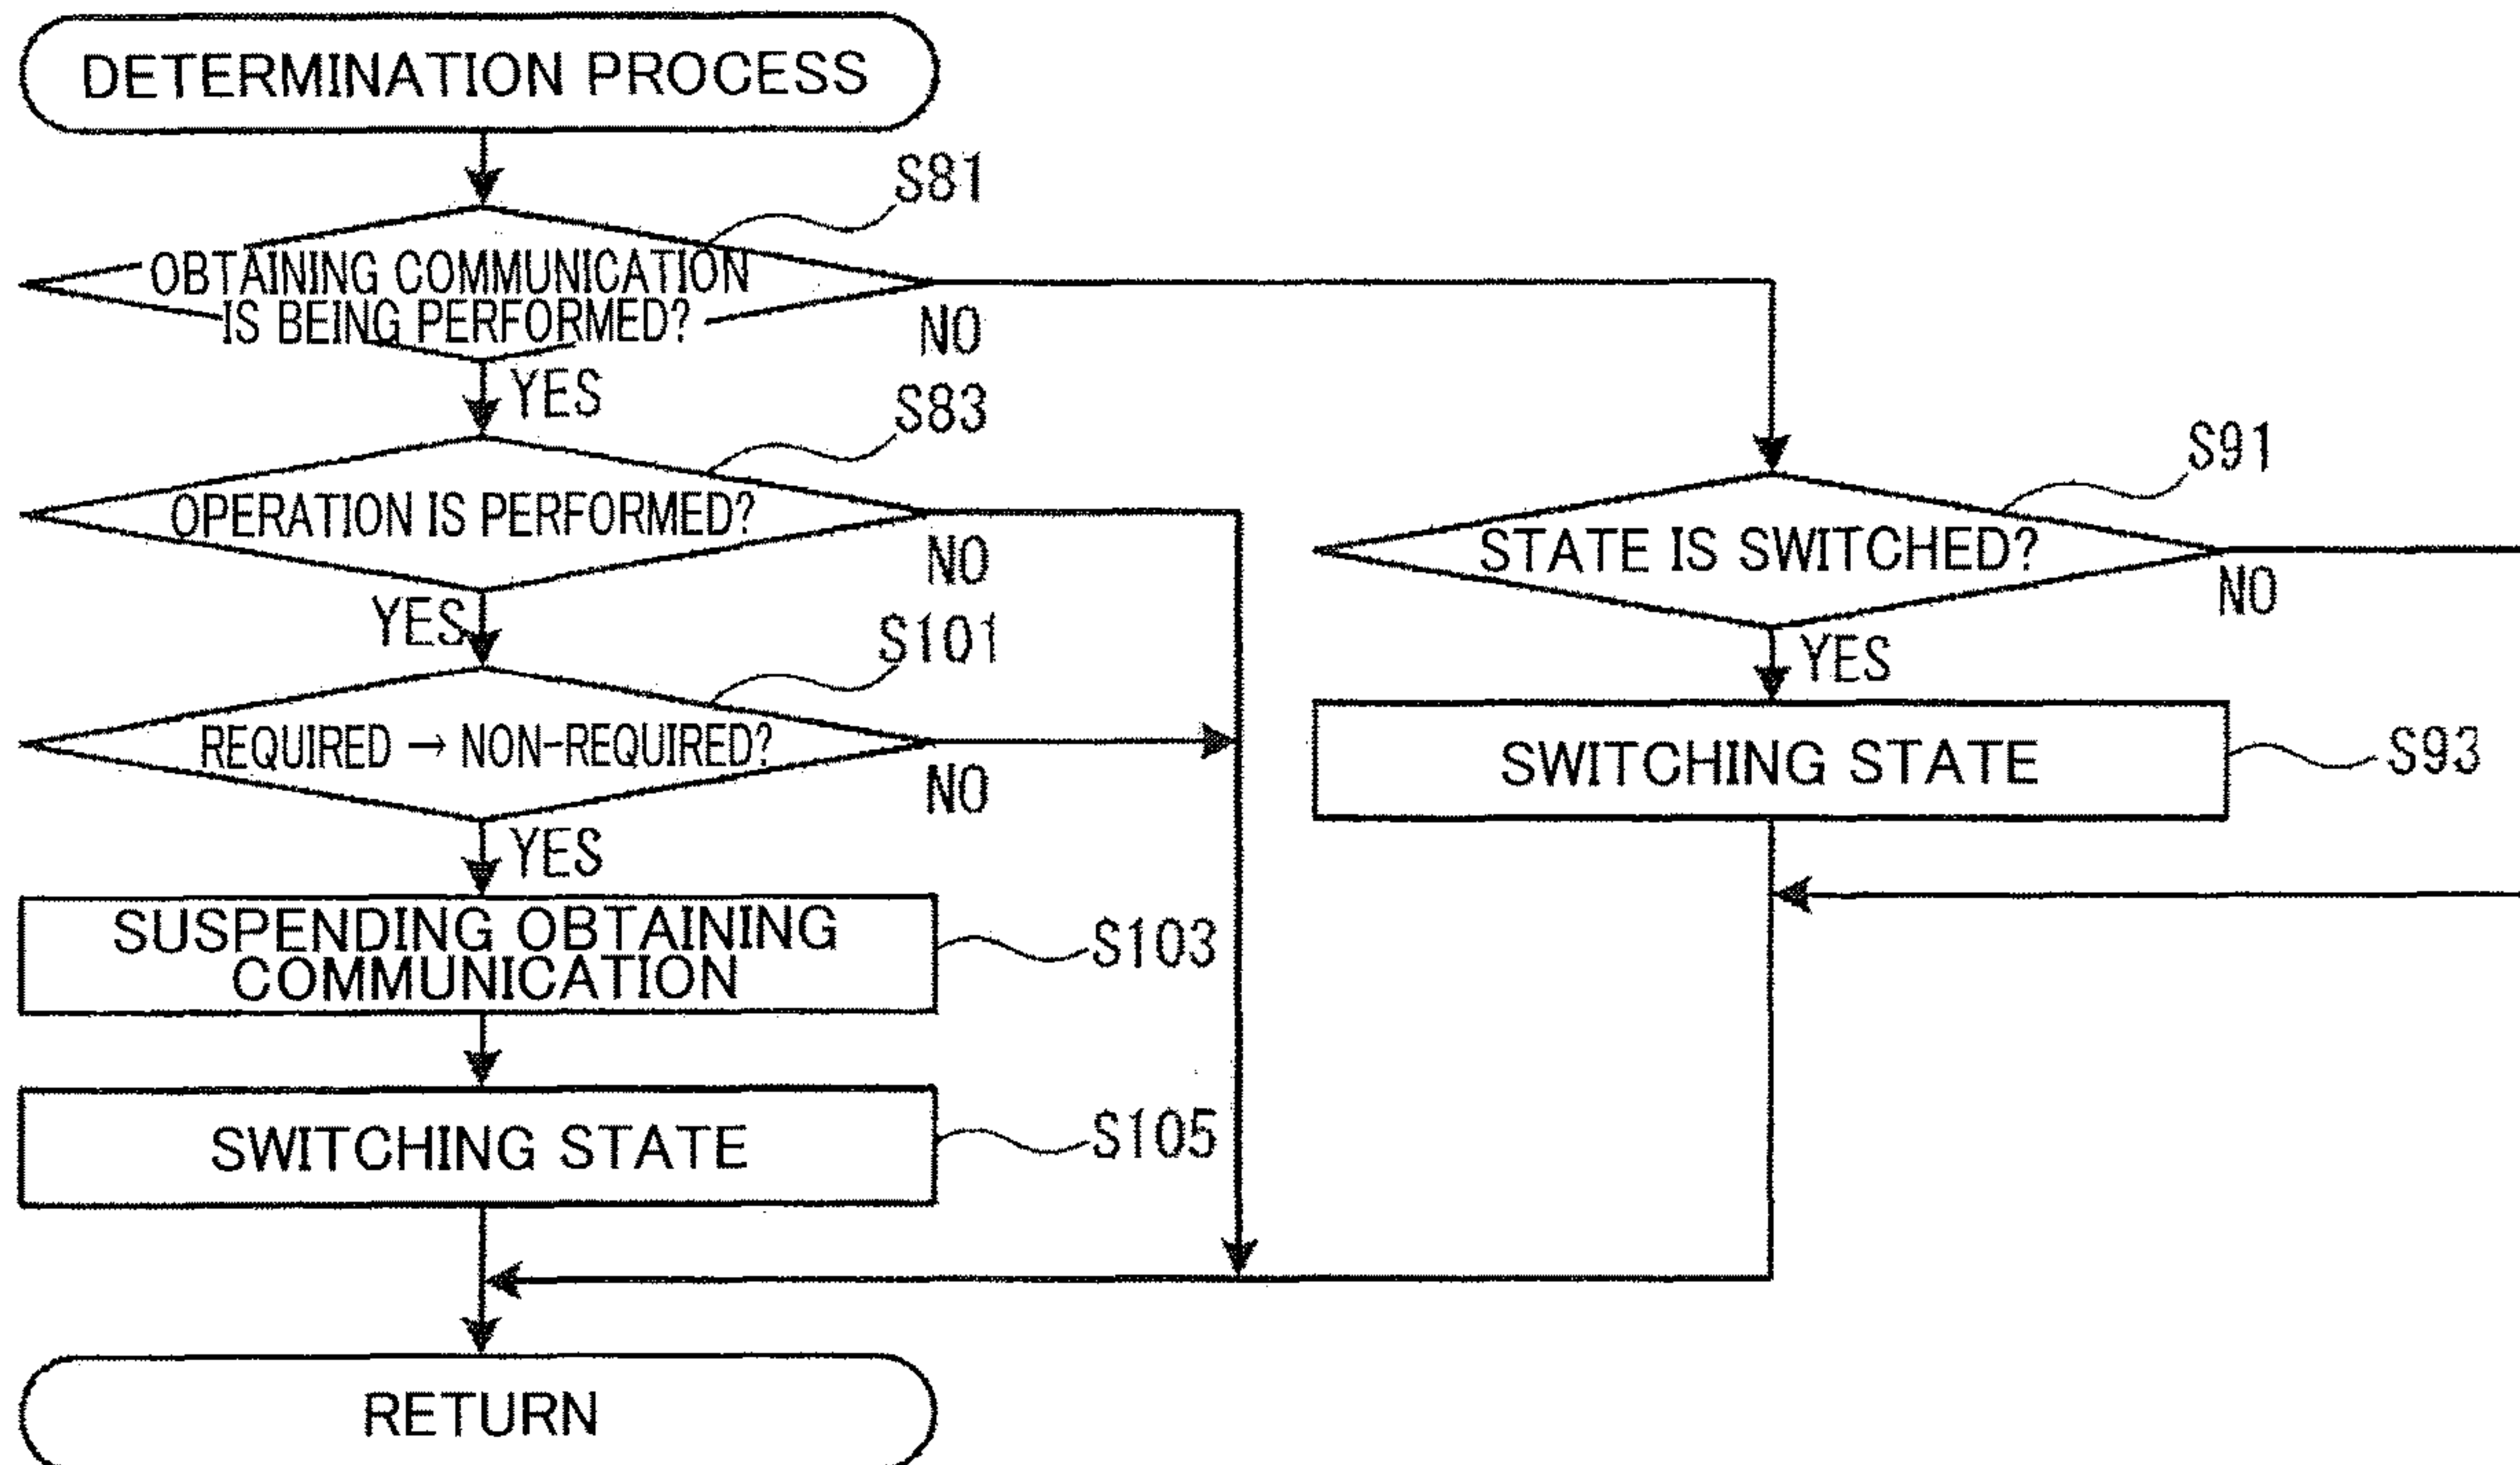 DETERMINATION PROCESS
S81
OBTAINING COMMUNICATION
IS BEING PERFORMED?
NO
YES
S83
OPERATION IS PERFORMED?
NO
YES
S101
REQUIRED → NON-REQUIRED?
NO
YES
SUSPENDING OBTAINING
COMMUNICATION
S103
SWITCHING STATE
S105
S91
STATE IS SWITCHED?
NO
YES
SWITCHING STATE
S93
RETURN